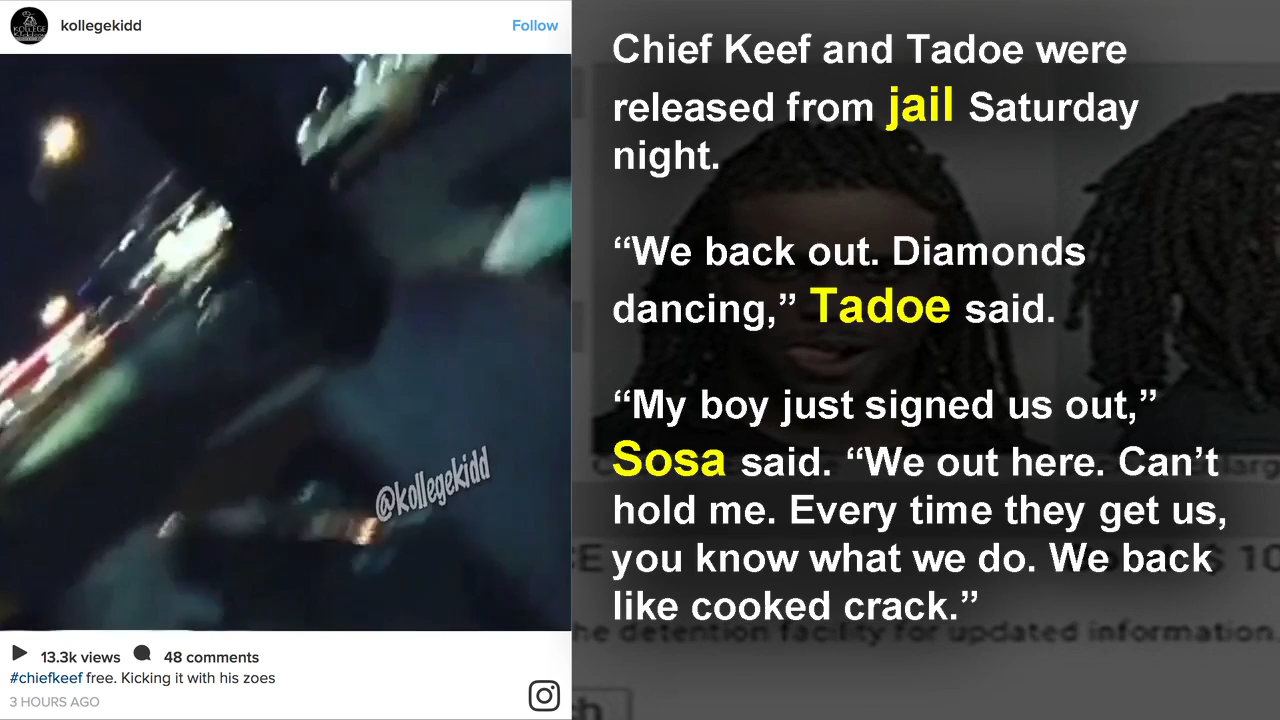 kollegekidd
Follow
@kollegekidd
13.3k views 48 comments
#chiefkeef free. Kicking it with his zoes
3 HOURS AGO
Chief Keef and Tadoe were
released from jail Saturday
night.
“We back out. Diamonds
dancing,” Tadoe said.
“My boy just signed us out,”
Sosa said. “We out here. Can’t
hold me. Every time they get us,
you know what we do. We back
like cooked crack.”
he detention facility for updated information.